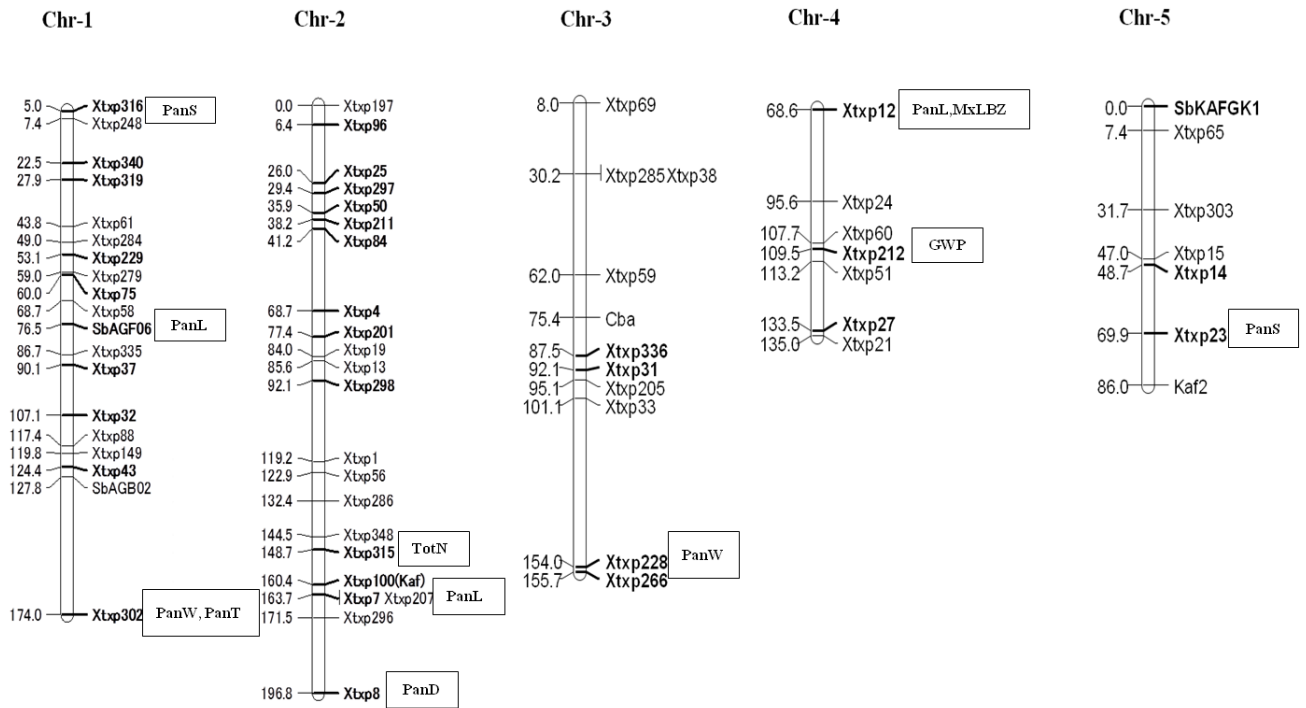 Chr-1
5.0 Xtxp316 PanS
7.4 Xtxp248
22.5 Xtxp340
27.9 Xtxp319
43.8 Xtxp61
49.0 Xtxp284
53.1 Xtxp229
59.0 Xtxp279
60.0 Xtxp75
68.7 Xtxp58
76.5 SbAGF06 PanL
86.7 Xtxp335
90.1 Xtxp37
107.1 Xtxp32
117.4 Xtxp88
119.8 Xtxp149
124.4 Xtxp43
127.8 SbAGB02
174.0 Xtxp302 PanW, PanT
Chr-2
0.0 Xtxp197
6.4 Xtxp96
26.0 Xtxp25
29.4 Xtxp297
35.9 Xtxp50
38.2 Xtxp211
41.2 Xtxp84
68.7 Xtxp4
77.4 Xtxp201
84.0 Xtxp19
85.6 Xtxp13
92.1 Xtxp298
119.2 Xtxp1
122.9 Xtxp56
132.4 Xtxp286
144.5 Xtxp348
148.7 Xtxp315 TotN
160.4 Xtxp100(Kaf)
163.7 Xtxp7 Xtxp207 PanL
171.5 Xtxp296
196.8 Xtxp8 PanD
Chr-3
8.0 Xtxp69
30.2 Xtxp285Xtxp38
62.0 Xtxp59
75.4 Cba
87.5 Xtxp336
92.1 Xtxp31
95.1 Xtxp205
101.1 Xtxp33
154.0 Xtxp228 PanW
155.7 Xtxp266
Chr-4
68.6 Xtxp12 PanL,MxLBZ
95.6 Xtxp24
107.7 Xtxp60
109.5 Xtxp212 GWP
113.2 Xtxp51
133.5 Xtxp27
135.0 Xtxp21
Chr-5
0.0 SbKAFGK1
7.4 Xtxp65
31.7 Xtxp303
47.0 Xtxp15
48.7 Xtxp14
69.9 Xtxp23 PanS
86.0 Kaf2